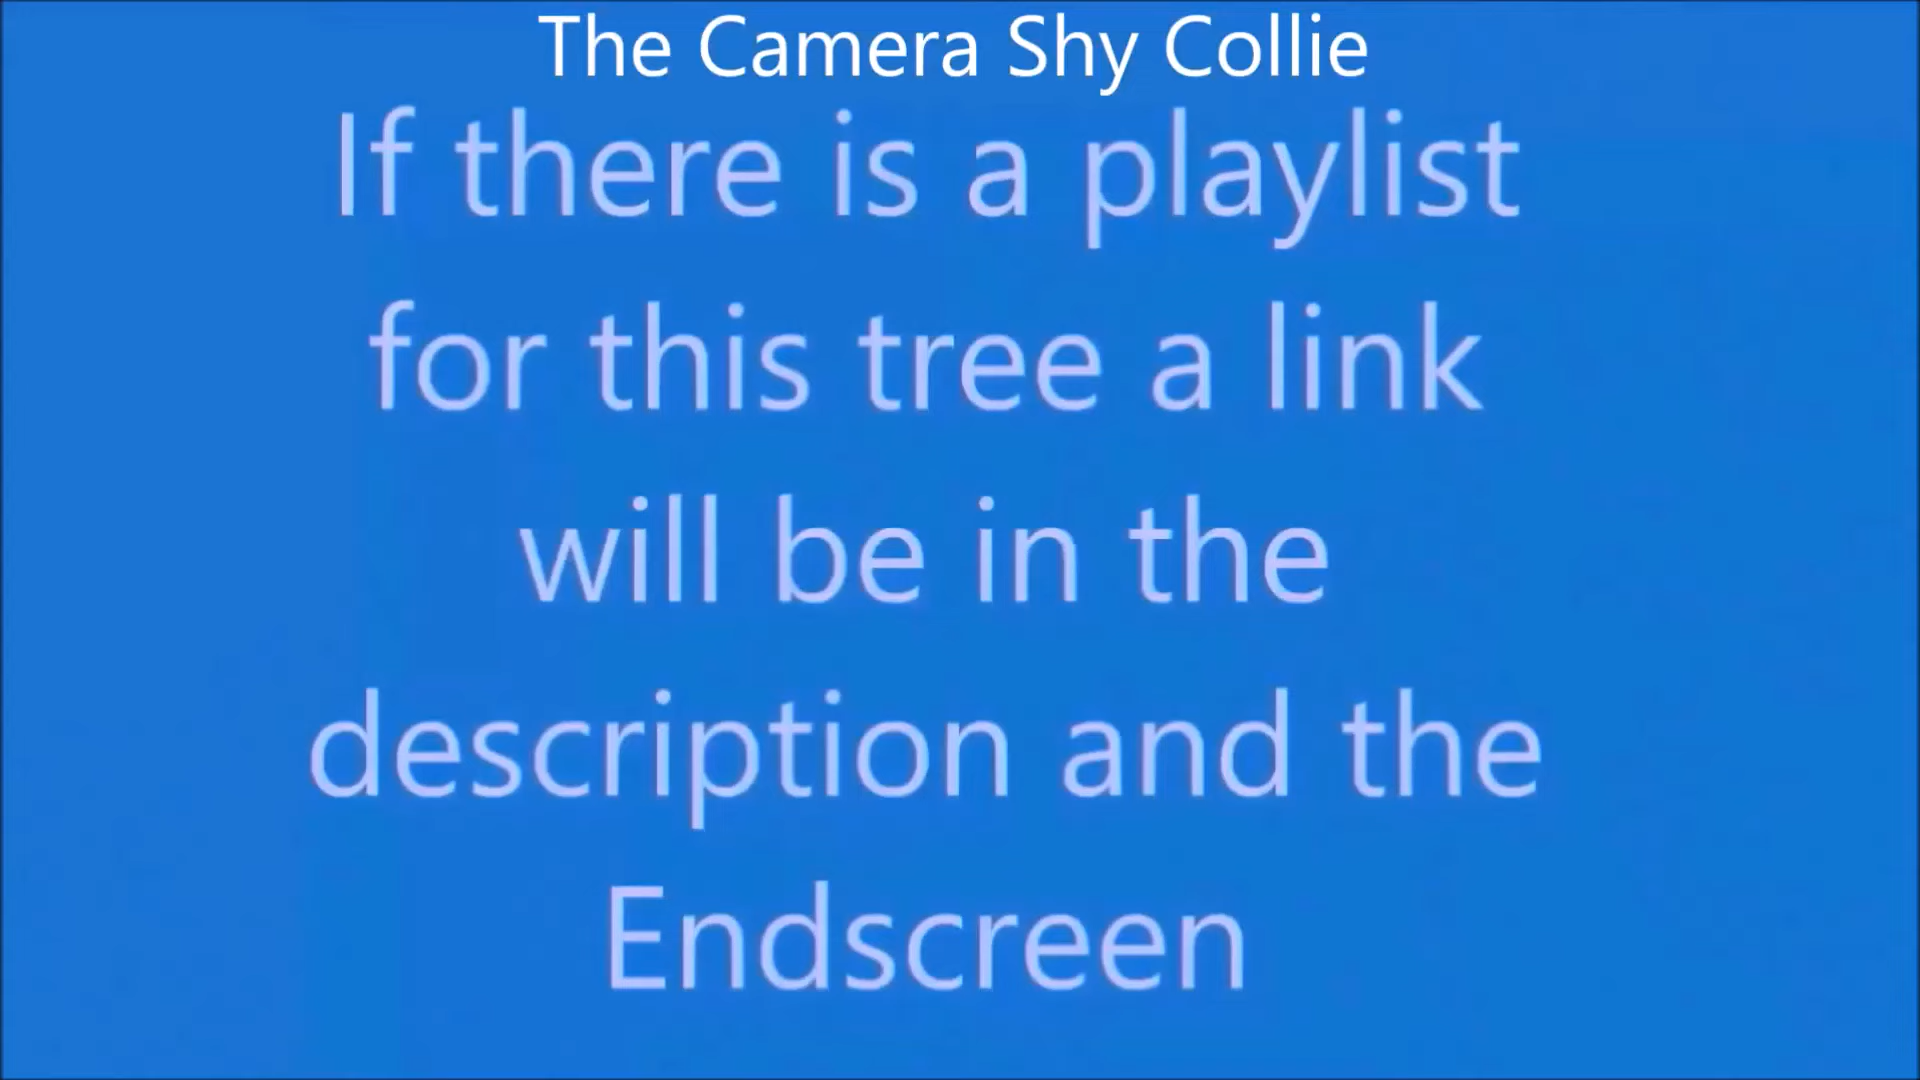 The Camera Shy Collie
If there is a playlist
for this tree a link
will be in the
description and the
Endscreen